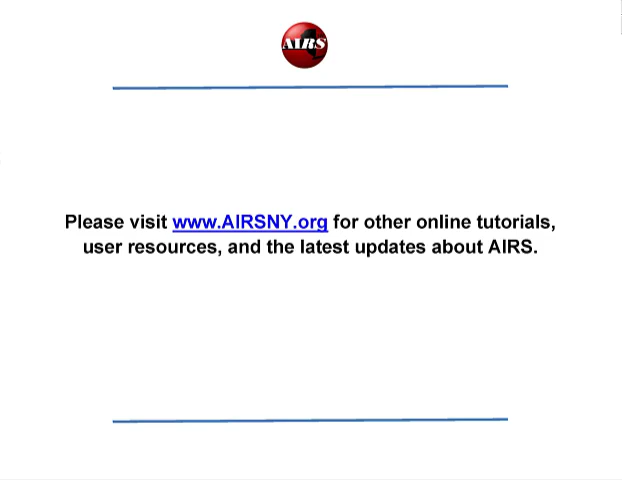 AIRS
Please visit www.AIRSNY.org for other online tutorials,
user resources, and the latest updates about AIRS.